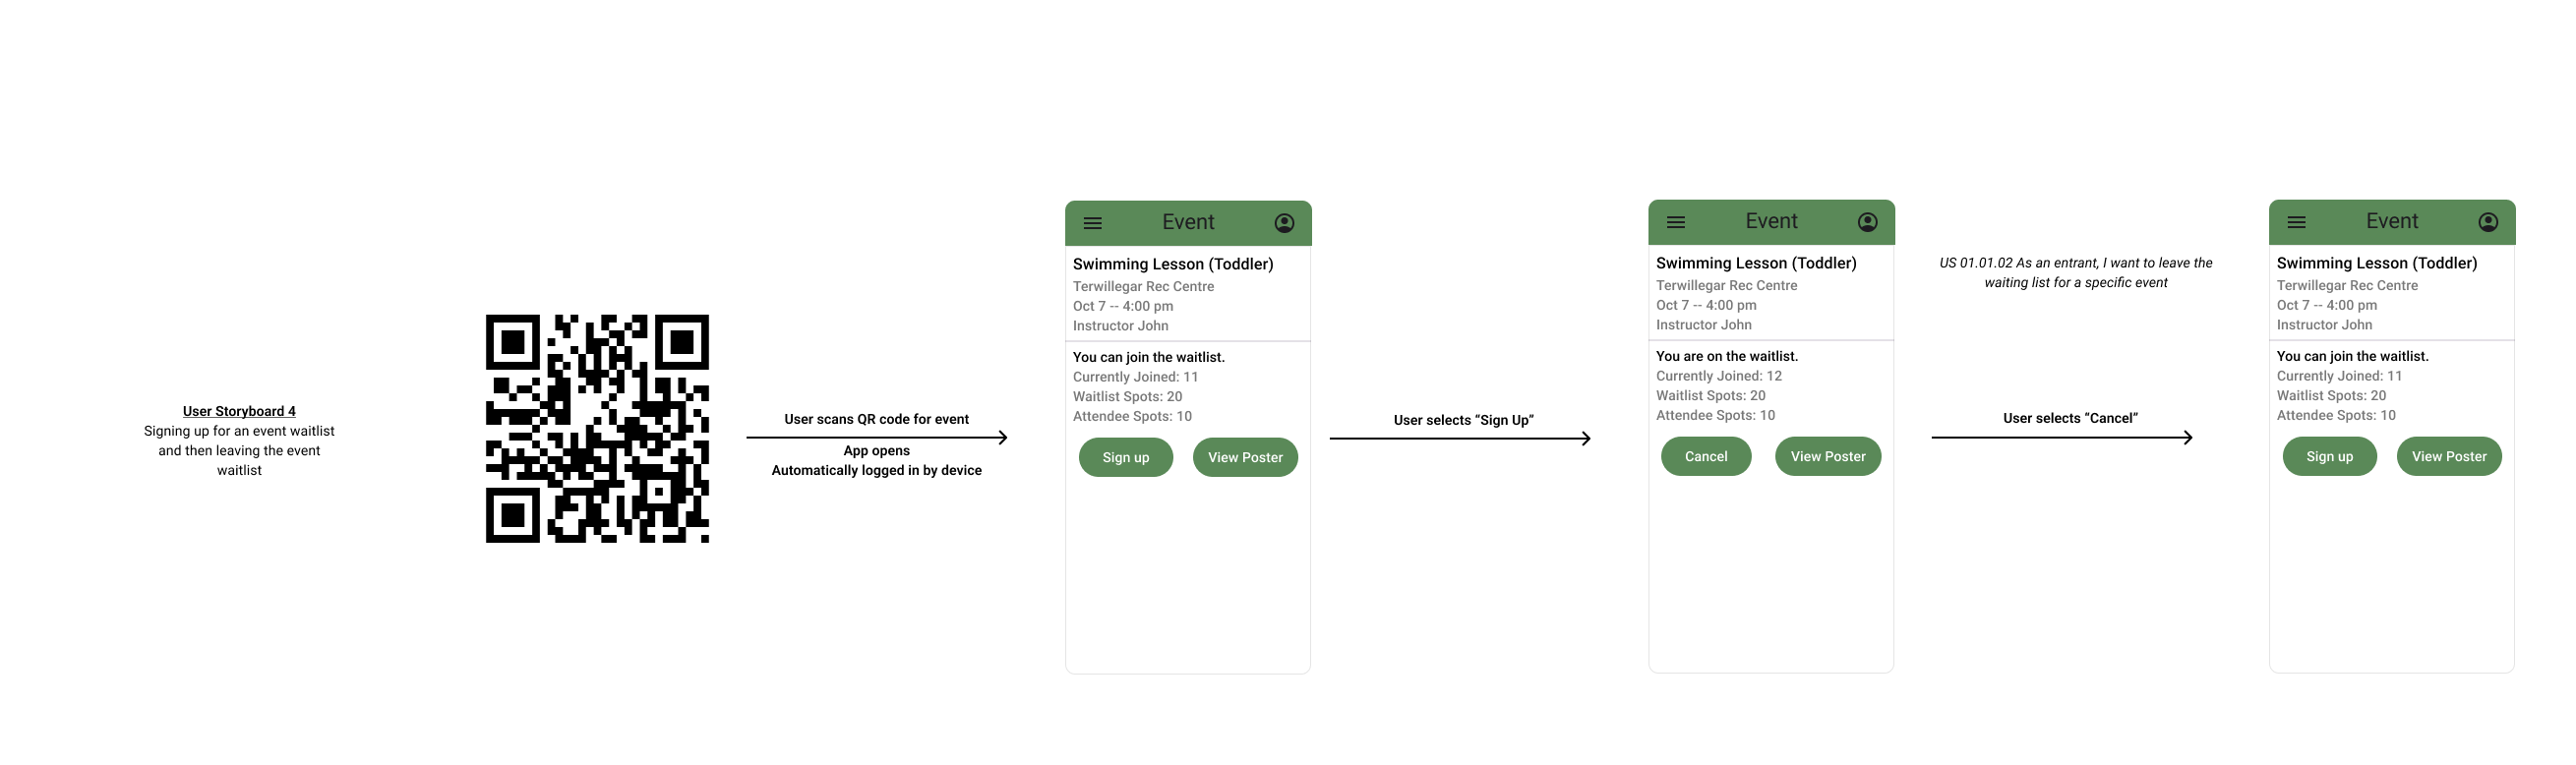 User Storyboard 4
Signing up for an event waitlist
and then leaving the event
waitlist
User scans QR code for event
App opens
Automatically logged in by device
Event
Swimming Lesson (Toddler)
Terwillegar Rec Centre
Oct 7 -- 4:00 pm
Instructor John
You can join the waitlist.
Currently Joined: 11
Waitlist Spots: 20
Attendee Spots: 10
Sign up
View Poster
User selects “Sign Up”
Event
Swimming Lesson (Toddler)
Terwillegar Rec Centre
Oct 7 -- 4:00 pm
Instructor John
You are on the waitlist.
Currently Joined: 12
Waitlist Spots: 20
Attendee Spots: 10
Cancel
View Poster
US 01.01.02 As an entrant, I want to leave the
waiting list for a specific event
User selects “Cancel”
Event
Swimming Lesson (Toddler)
Terwillegar Rec Centre
Oct 7 -- 4:00 pm
Instructor John
You can join the waitlist.
Currently Joined: 11
Waitlist Spots: 20
Attendee Spots: 10
Sign up
View Poster